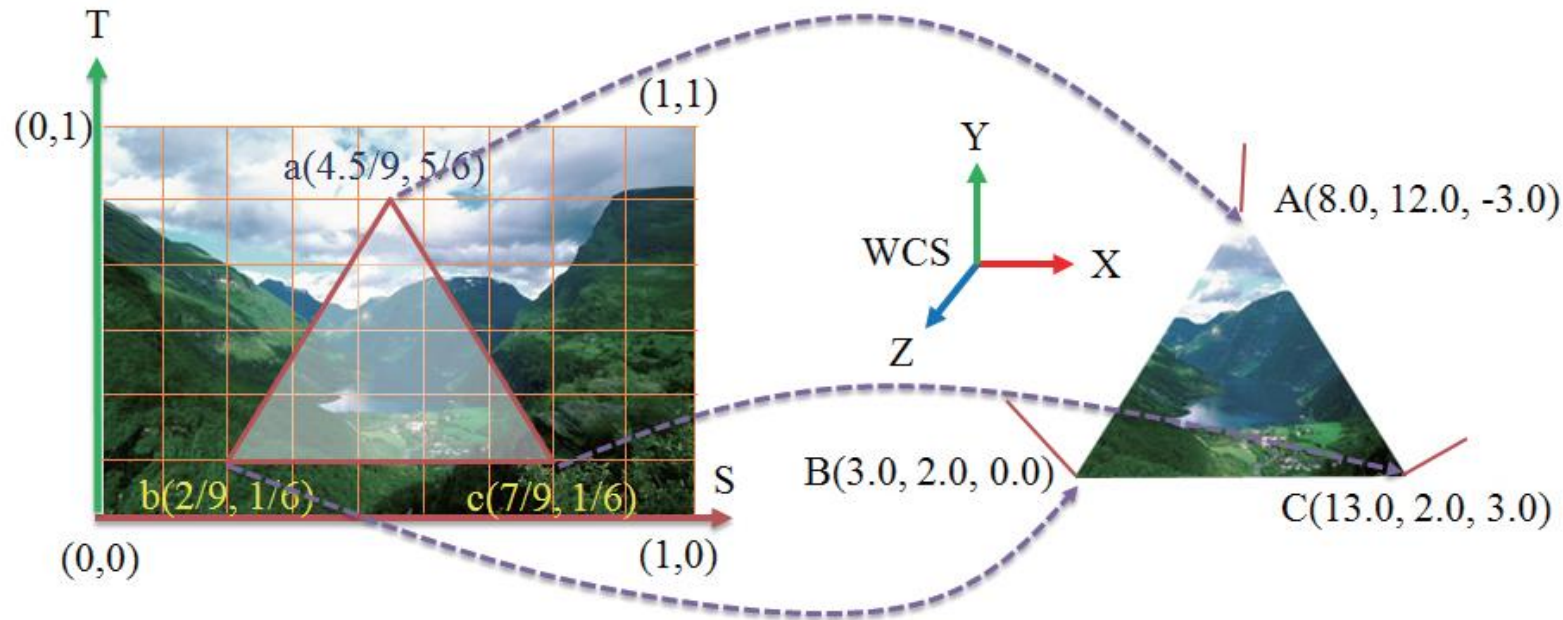 T
(0,1)
(1,1)
a(4.5/9, 5/6)
b(2/9, 1/6)
c(7/9, 1/6)
S
(0,0)
(1,0)
Y
WCS
X
Z
A(8.0, 12.0, -3.0)
B(3.0, 2.0, 0.0)
C(13.0, 2.0, 3.0)